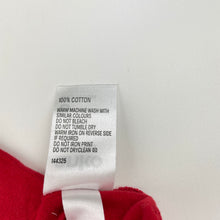 100% COTTON
WARM MACHINE WASH WITH
SIMILAR COLOURS
DO NOT BLEACH
DO NOT TUMBLE DRY
WARM IRON ON REVERSE SIDE
IF REQUIRED
DO NOT IRON PRINT
DO NOT DRYCLEAN SD
144325